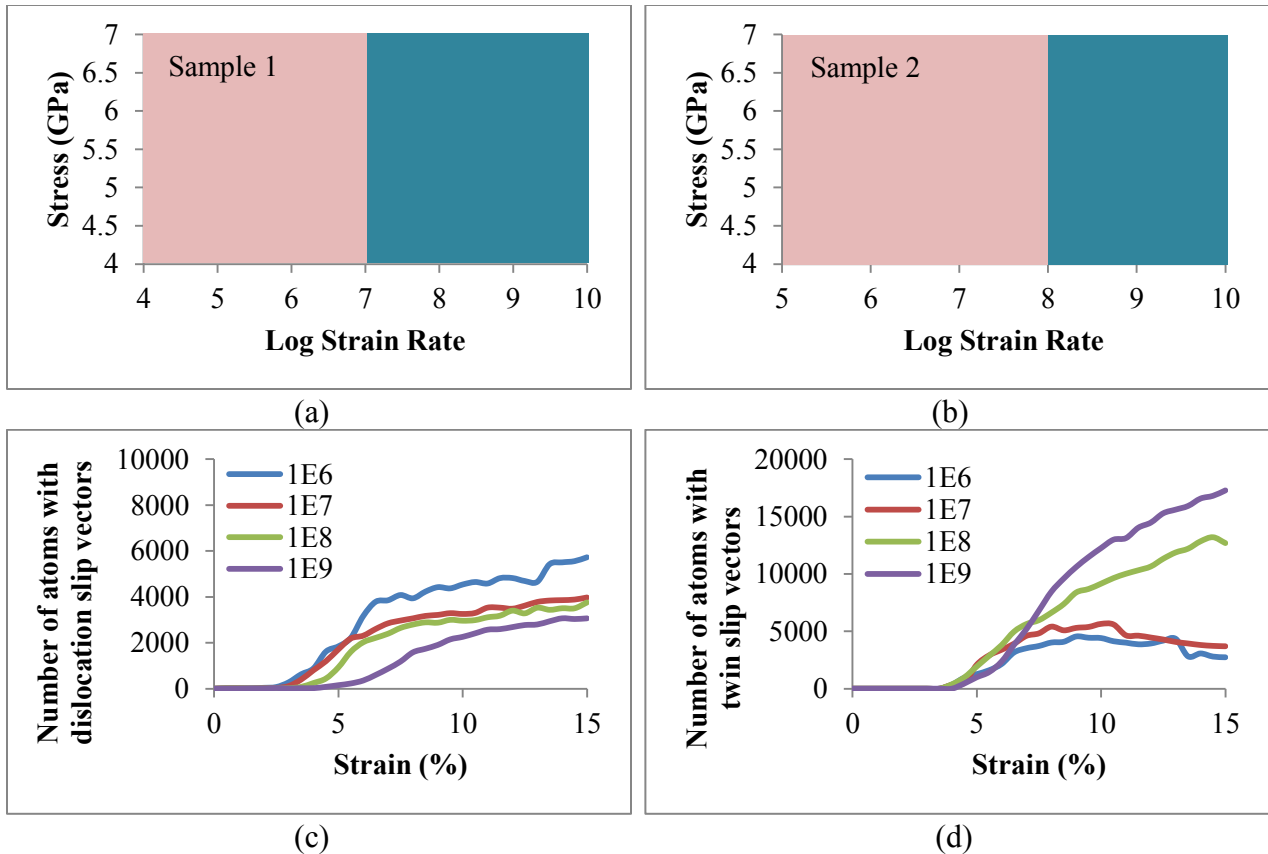 Sample 1
Stress (GPa)
7
6.5
6
5.5
5
4.5
4
4 5 6 7 8 9 10
Log Strain Rate
(a)
Sample 2
Stress (GPa)
7
6.5
6
5.5
5
4.5
4
5 6 7 8 9 10
Log Strain Rate
(b)
Number of atoms with
dislocation slip vectors
10000
8000
6000
4000
2000
0
1E6
1E7
1E8
1E9
0 5 10 15
Strain (%)
(c)
Number of atoms with
twin slip vectors
20000
15000
10000
5000
0
1E6
1E7
1E8
1E9
0 5 10 15
Strain (%)
(d)